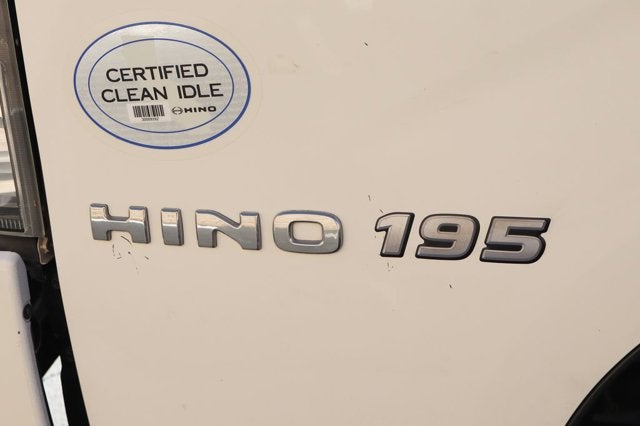 CERTIFIED
CLEAN IDLE
HINO
HINO 195